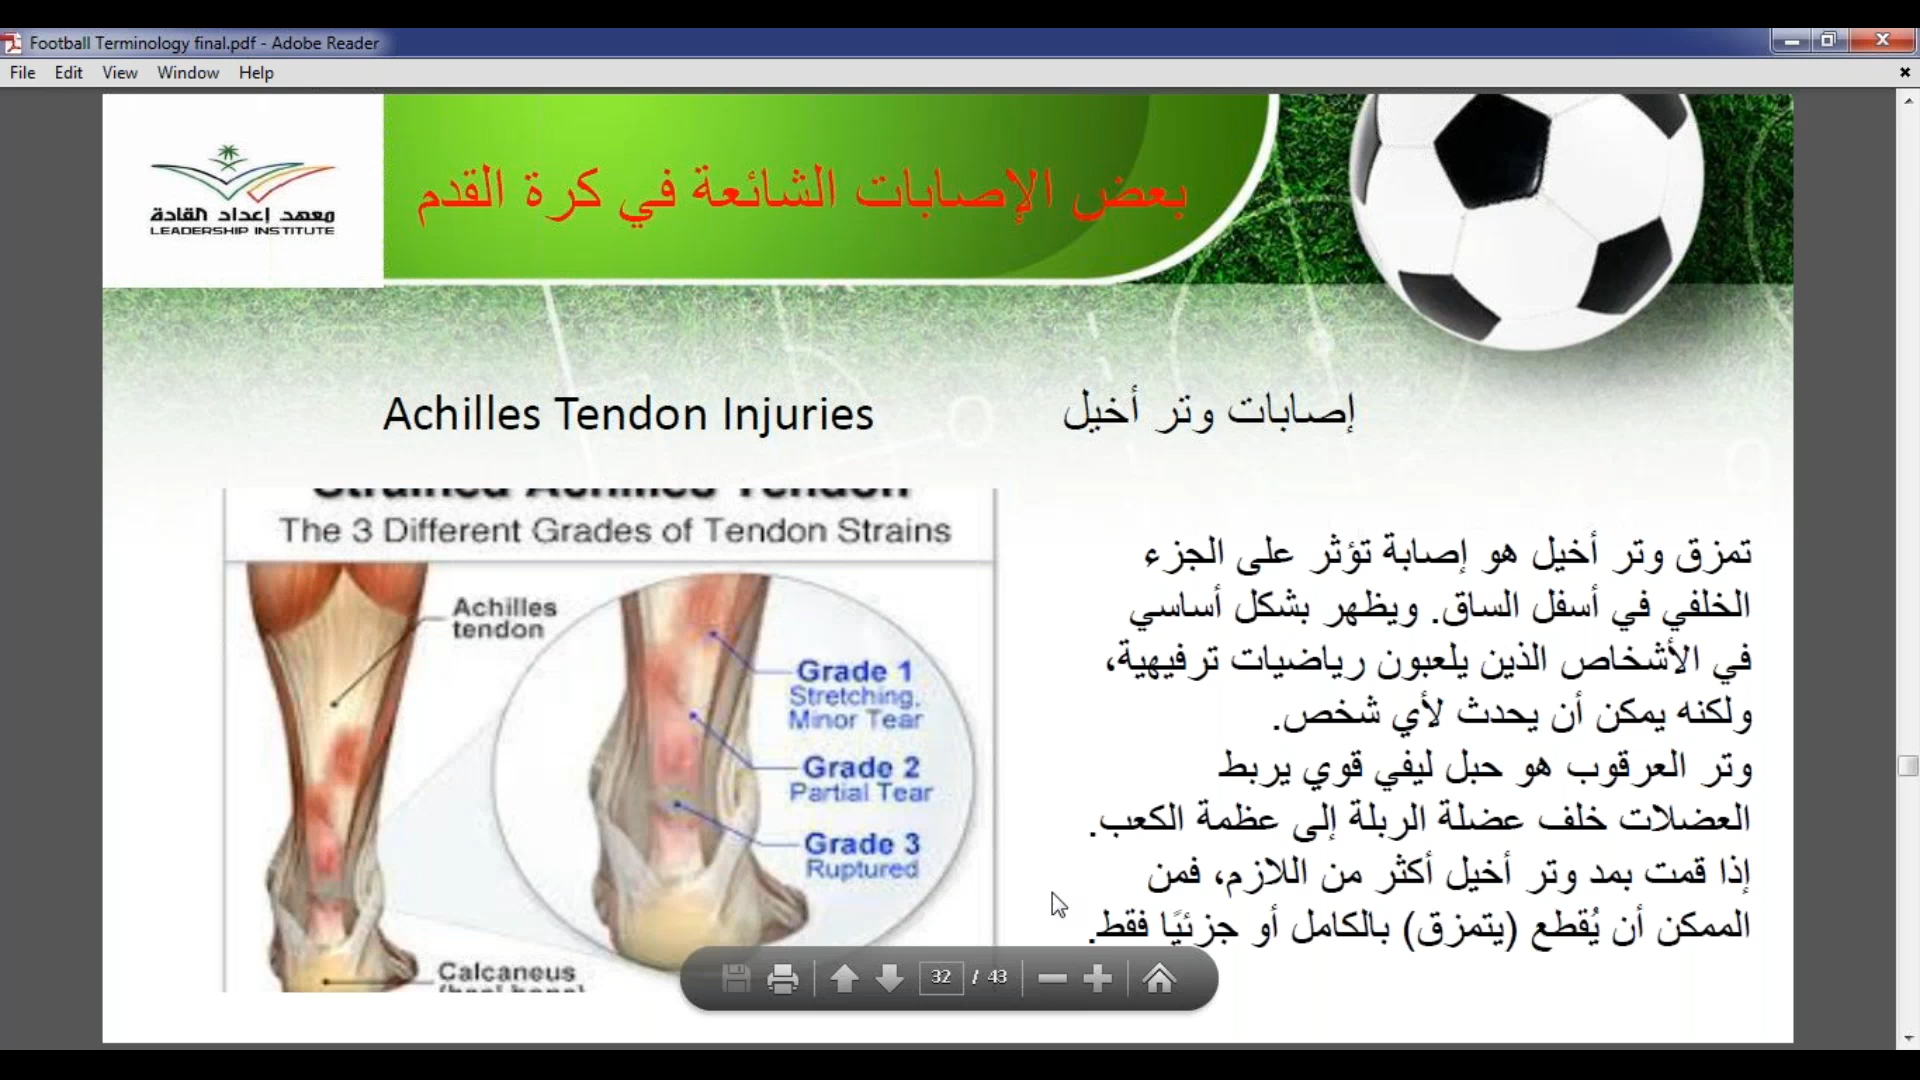 Football Terminology final.pdf - Adobe Reader
File Edit View Window Help
معهد إعداد القادة
LEADERSHIP INSTITUTE
بعض الإصابات الشائعة في كرة القدم
Achilles Tendon Injuries
إصابات وتر أخيل
Strained Achilles Tendon
The 3 Different Grades of Tendon Strains
Achilles
tendon
Grade 1
Stretching,
Minor Tear
Grade 2
Partial Tear
Grade 3
Ruptured
Calcaneus
(heel bone)
تمزق وتر أخيل هو إصابة تؤثر على الجزء
الخلفي في أسفل الساق. ويظهر بشكل أساسي
في الأشخاص الذين يلعبون رياضيات ترفيهية،
ولكنه يمكن أن يحدث لأي شخص.
وتر العرقوب هو حبل ليفي قوي يربط
العضلات خلف عضلة الربلة إلى عظمة الكعب.
إذا قمت بمد وتر أخيل أكثر من اللازم، فمن
الممكن أن يُقطع (يتمزق) بالكامل أو جزئيًا فقط.
32 / 43